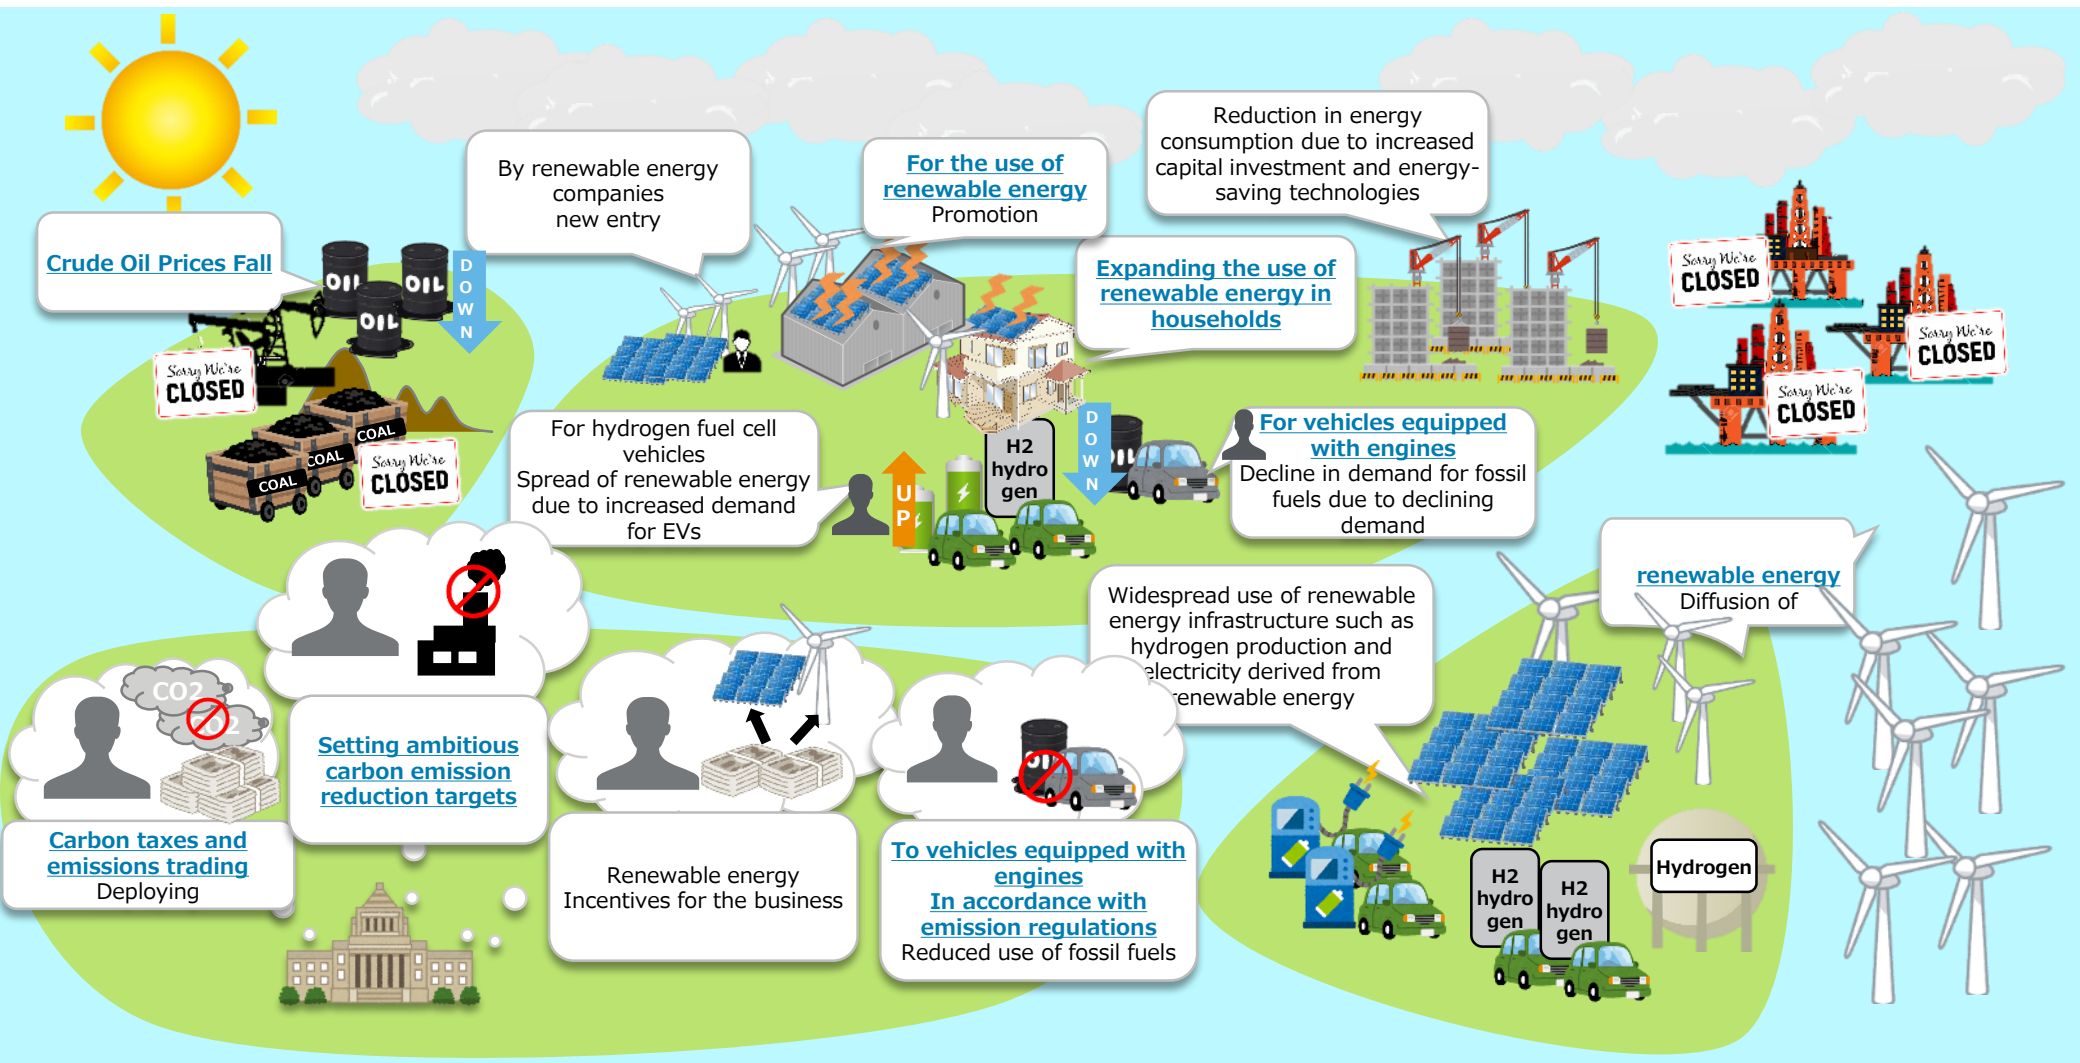 Crude Oil Prices Fall
OIL
OIL
OIL
D
O
W
N
Sorry We're
CLOSED
COAL
COAL
COAL
Sorry We're
CLOSED
By renewable energy
companies
new entry
For the use of
renewable energy
Promotion
Reduction in energy
consumption due to increased
capital investment and energy-
saving technologies
Expanding the use of
renewable energy in
households
Sorry We're
CLOSED
Sorry We're
CLOSED
Sorry We're
CLOSED
For hydrogen fuel cell
vehicles
Spread of renewable energy
due to increased demand
for EVs
U
P
H2
hydro
gen
D
O
W
N
OIL
For vehicles equipped
with engines
Decline in demand for fossil
fuels due to declining
demand
renewable energy
Diffusion of
Widespread use of renewable
energy infrastructure such as
hydrogen production and
electricity derived from
renewable energy
CO2
CO2
Carbon taxes and
emissions trading
Deploying
Setting ambitious
carbon emission
reduction targets
Renewable energy
Incentives for the business
OIL
To vehicles equipped with
engines
In accordance with
emission regulations
Reduced use of fossil fuels
H2
hydro
gen
H2
hydro
gen
Hydrogen